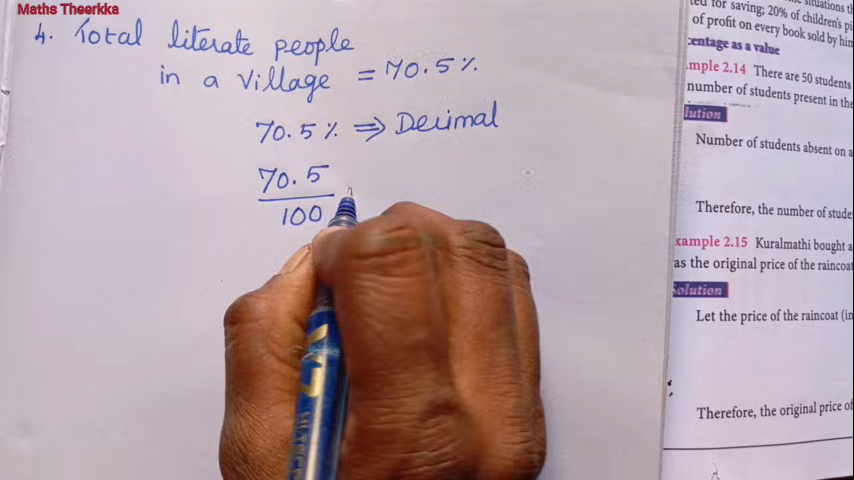 Maths Theerkka
4. Total literate people
in a village = 70.5%
70.5% ⇒ Decimal
70.5
100
ted for saving; 20% of children's
of profit on every book sold by him
centage as a value
mple 2.14 There are 50 students
number of students present in the
lution
Number of students absent on a
Therefore, the number of stude
xample 2.15 Kuralmathi bought a
as the original price of the raincoat
Solution
Let the price of the raincoat (in
Therefore, the original price of